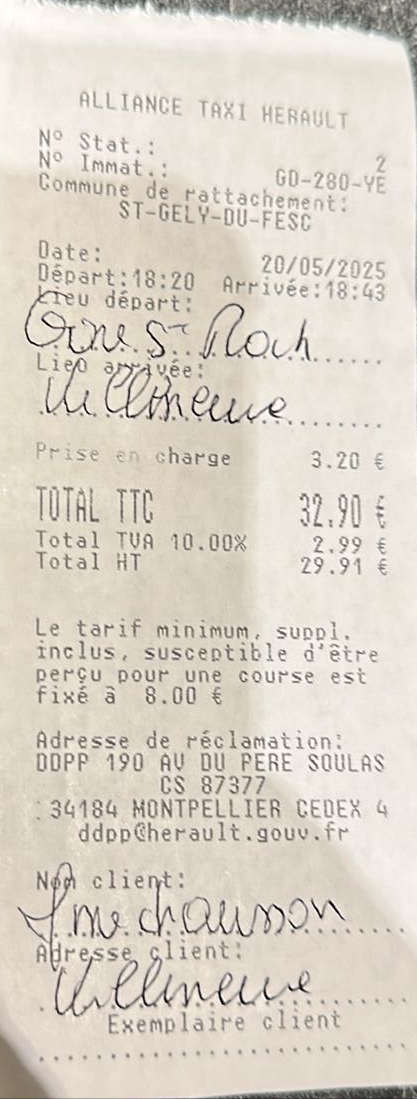 ALLIANCE TAXI HERAULT
N° Stat.: 2
N° Immat.: GD-280-YE
Commune de rattachement:
ST-GELY-DU-FESC
Date: 20/05/2025
Départ:18:20 Arrivée:18:43
Lieu départ:
Gare St Roch
Lieu arrivée:
Villeneuve
Prise en charge 3.20 €
TOTAL TTC 32.90 €
Total TVA 10.00% 2.99 €
Total HT 29.91 €
Le tarif minimum, suppl.
inclus, susceptible d'être
perçu pour une course est
fixé à 8.00 €
Adresse de réclamation:
DDPP 190 AV DU PERE SOULAS
CS 87377
34184 MONTPELLIER CEDEX 4
ddpp@herault.gouv.fr
Nom client:
Mme chausson
Adresse client:
Villeneuve
Exemplaire client